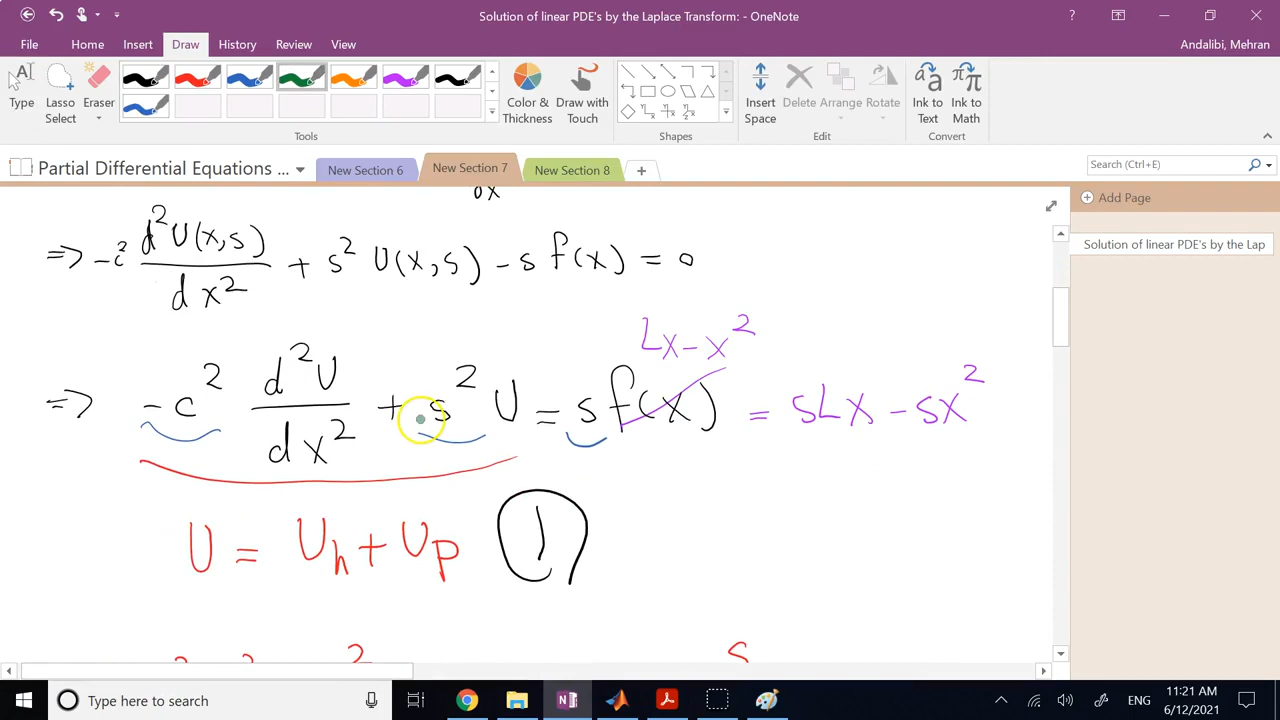 Solution of linear PDE's by the Laplace Transform: - OneNote
File Home Insert Draw History Review View
Andalibi, Mehran
Type
Lasso Select
Eraser
Tools
Color & Thickness
Draw with Touch
Shapes
Insert Space
Delete Arrange Rotate
Edit
Ink to Text
Ink to Math
Convert
Partial Differential Equations ...
New Section 6
New Section 7
New Section 8
Search (Ctrl+E)
Add Page
Solution of linear PDE's by the Lap
∂x
=> -c² d²U(x,s)/dx² + s² U(x,s) - s f(x) = 0
Lx - x²
=> -c² d²U/dx² + s² U = s f(x) = sLx - sx²
U = Uh + Up 1
Type here to search
ENG
11:21 AM
6/12/2021